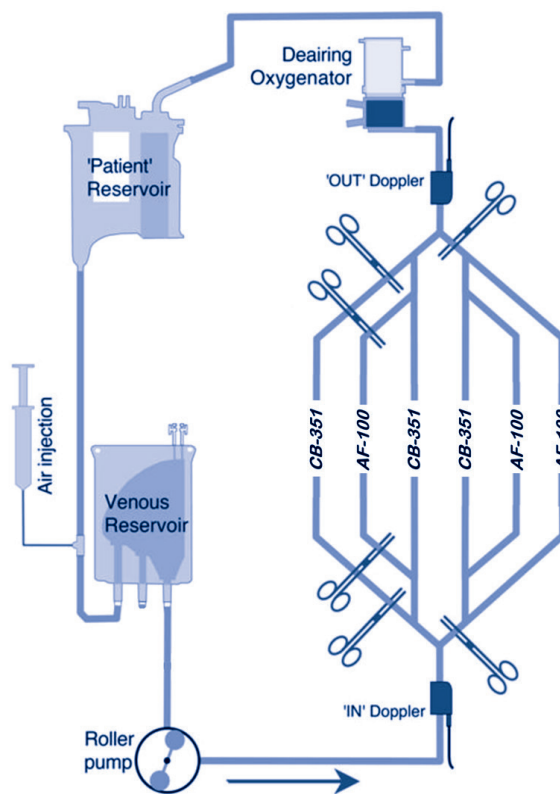 Deairing
Oxygenator
'Patient'
Reservoir
'OUT' Doppler
CB-351
AF-100
CB-351
CB-351
AF-100
Air injection
Venous
Reservoir
'IN' Doppler
Roller
pump